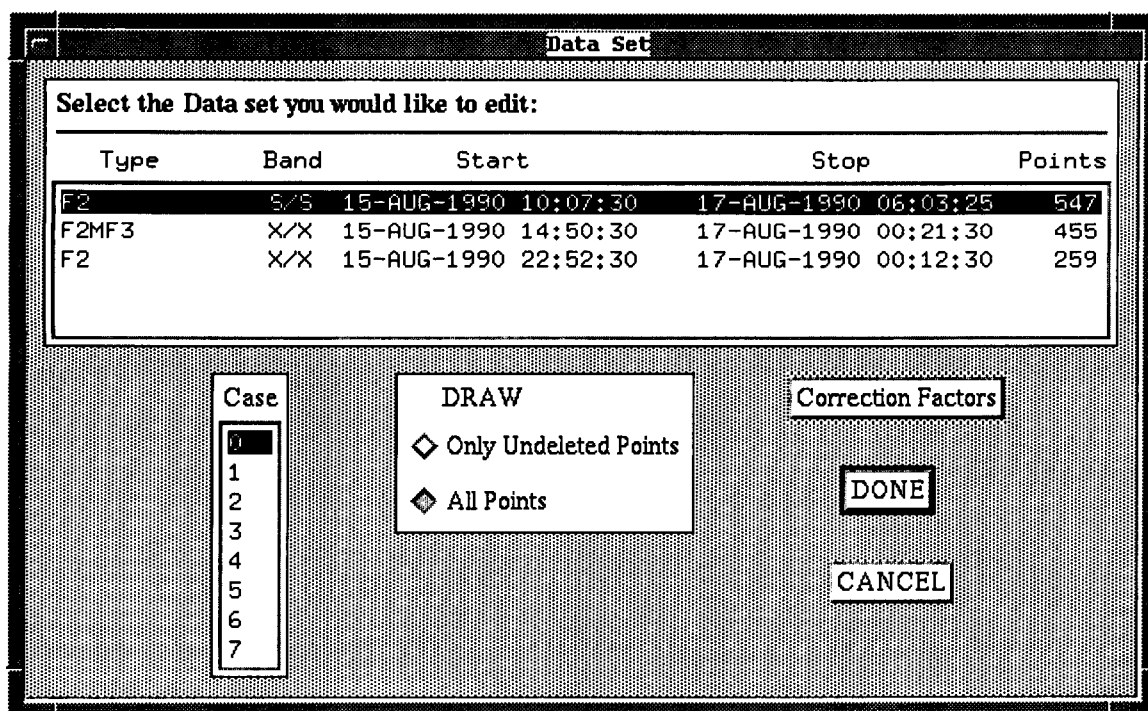 Data Set
Select the Data set you would like to edit:
Type Band Start Stop Points
F2 S/S 15-AUG-1990 10:07:30 17-AUG-1990 06:03:25 547
F2MF3 X/X 15-AUG-1990 14:50:30 17-AUG-1990 00:21:30 455
F2 X/X 15-AUG-1990 22:52:30 17-AUG-1990 00:12:30 259
Case
0
1
2
3
4
5
6
7
DRAW
Only Undeleted Points
All Points
Correction Factors
DONE
CANCEL